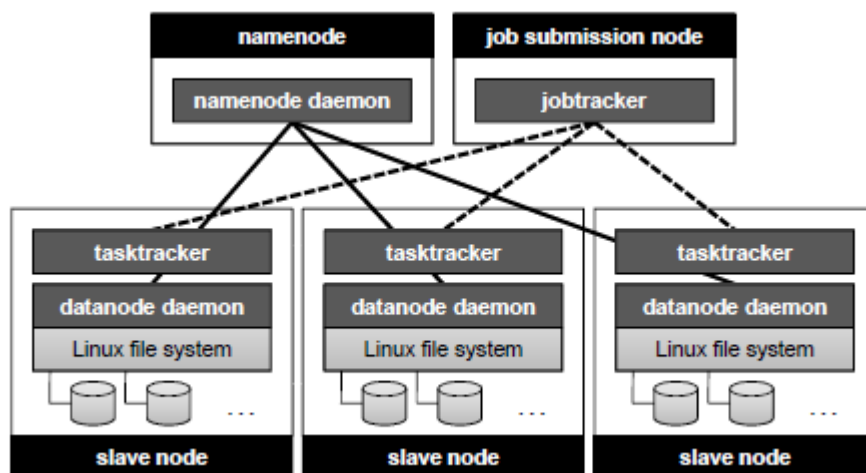 namenode
job submission node
namenode daemon
jobtracker
tasktracker
tasktracker
tasktracker
datanode daemon
datanode daemon
datanode daemon
Linux file system
Linux file system
Linux file system
...
...
...
slave node
slave node
slave node